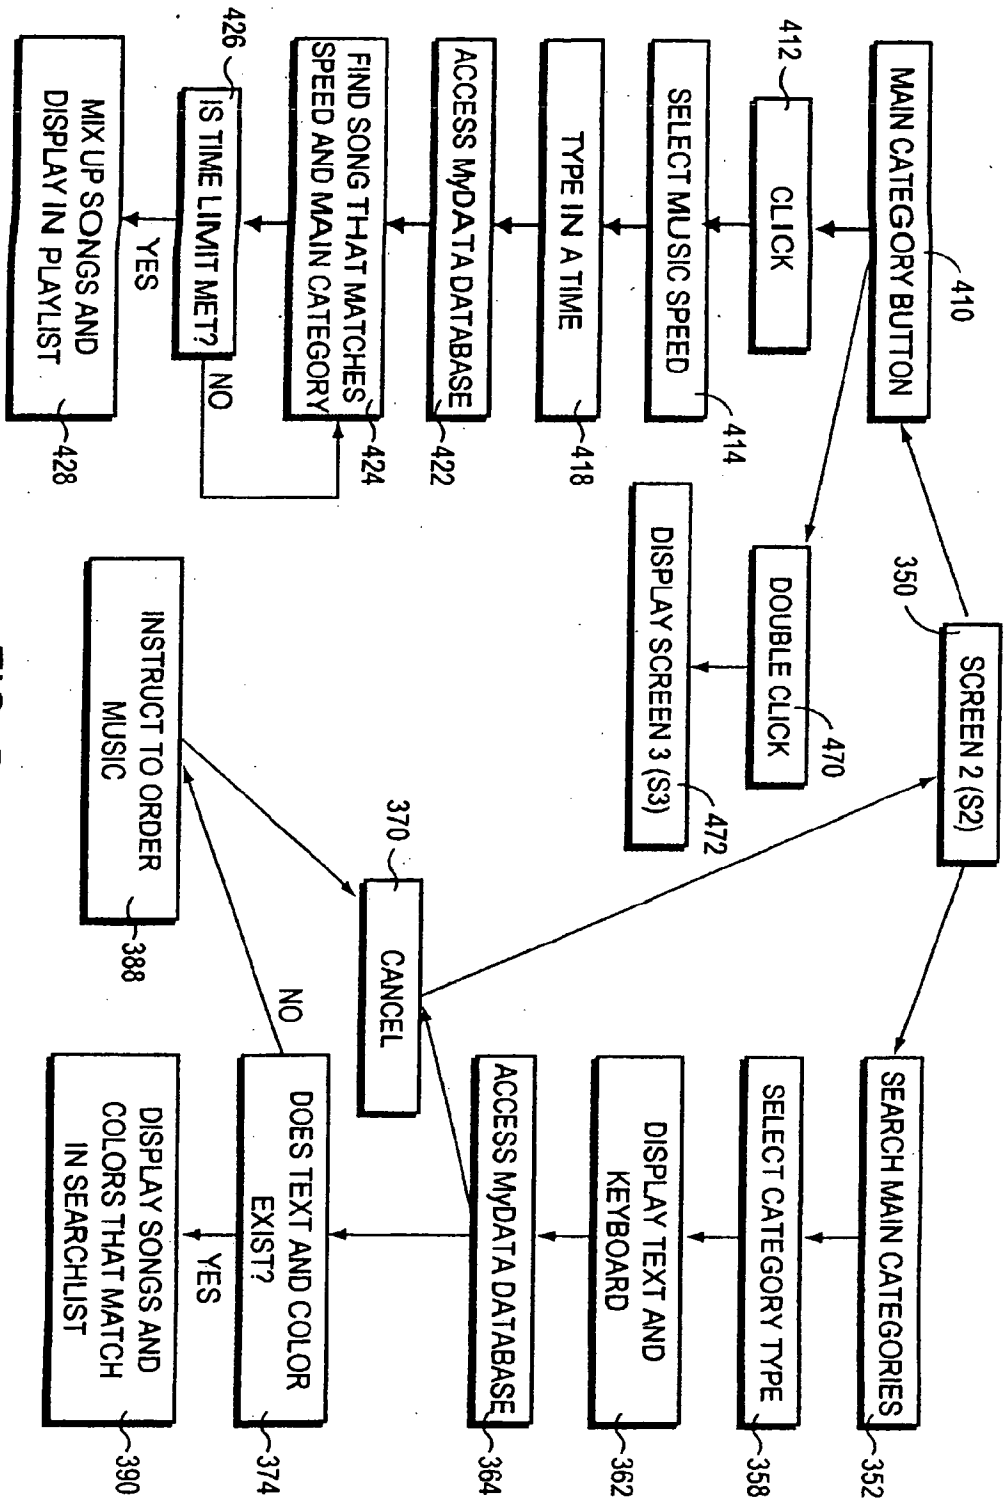 350
SCREEN 2 (S2)
MAIN CATEGORY BUTTON
410
412
CLICK
SELECT MUSIC SPEED
414
TYPE IN A TIME
418
ACCESS MyDATA DATABASE
422
FIND SONG THAT MATCHES
SPEED AND MAIN CATEGORY
424
426
IS TIME LIMIT MET?
NO
YES
MIX UP SONGS AND
DISPLAY IN PLAYLIST
428
DOUBLE CLICK
470
DISPLAY SCREEN 3 (S3)
472
SEARCH MAIN CATEGORIES
352
SELECT CATEGORY TYPE
358
DISPLAY TEXT AND
KEYBOARD
362
ACCESS MyDATA DATABASE
364
370
CANCEL
DOES TEXT AND COLOR
EXIST?
374
NO
YES
INSTRUCT TO ORDER
MUSIC
388
DISPLAY SONGS AND
COLORS THAT MATCH
IN SEARCHLIST
390